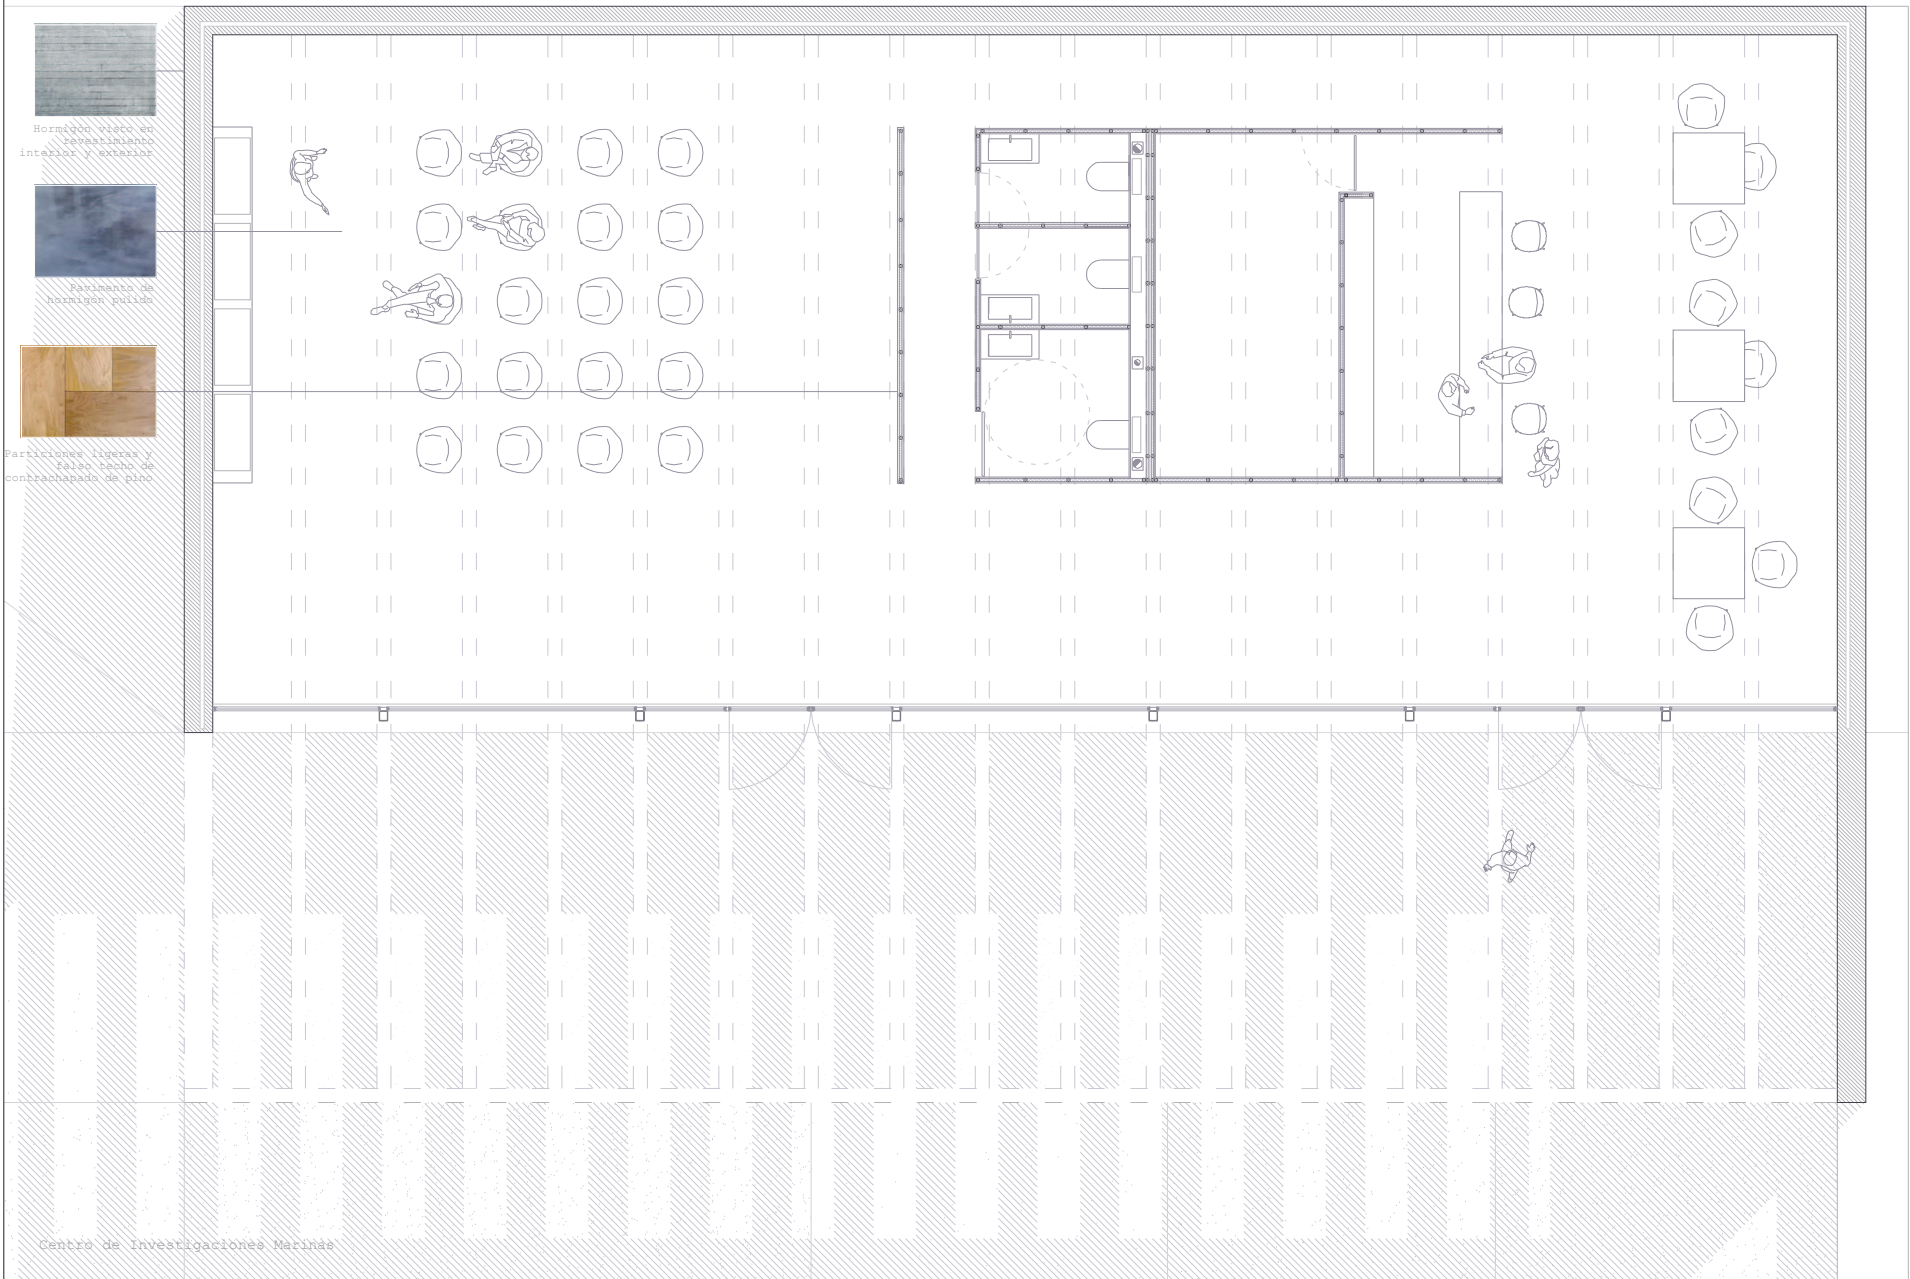 Hormigón visto en
revestimiento
interior y exterior
Pavimento de
hormigón pulido
Particiones ligeras y
falso techo de
contrachapado de pino
Centro de Investigaciones Marinas